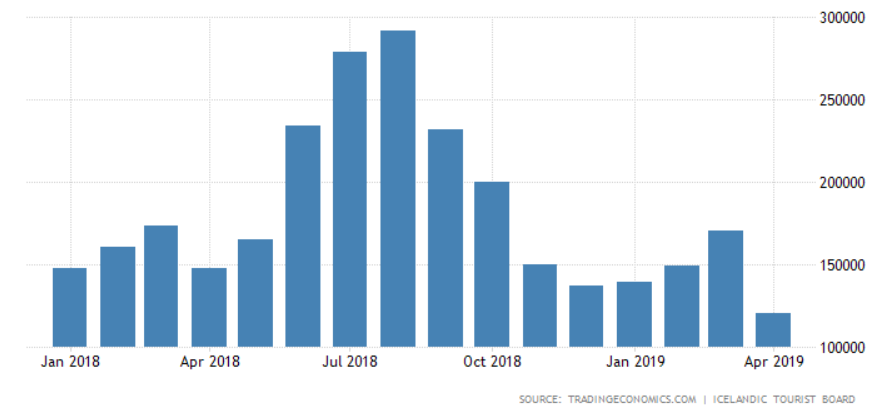 300000
250000
200000
150000
100000
Jan 2018 Apr 2018 Jul 2018 Oct 2018 Jan 2019 Apr 2019
SOURCE: TRADINGECONOMICS.COM | ICELANDIC TOURIST BOARD